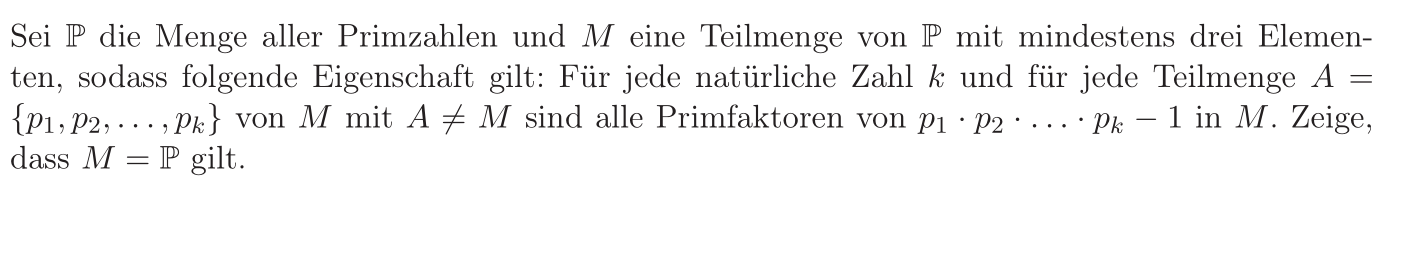 Sei ℙ die Menge aller Primzahlen und M eine Teilmenge von ℙ mit mindestens drei Elemen-
ten, sodass folgende Eigenschaft gilt: Für jede natürliche Zahl k und für jede Teilmenge A =
{p₁, p₂, . . . , pₖ} von M mit A ≠ M sind alle Primfaktoren von p₁ · p₂ · . . . · pₖ − 1 in M. Zeige,
dass M = ℙ gilt.